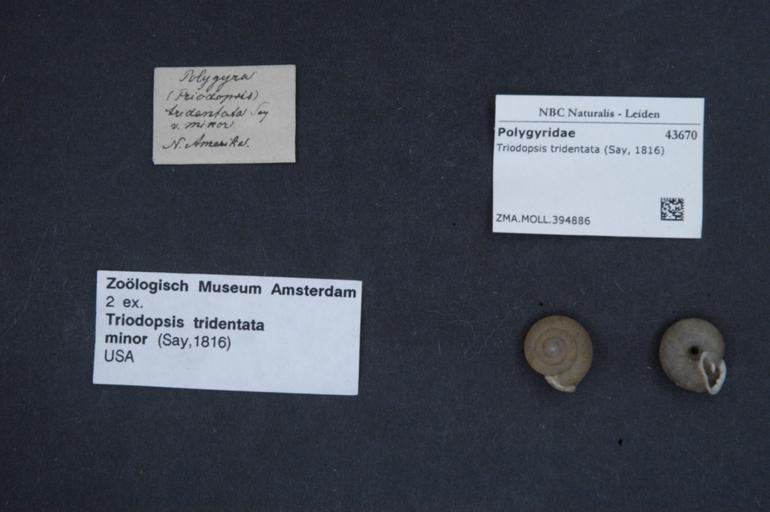 Polygyra
(Triodopsis)
tridentata Say
v. minor
N. Amerika.
NBC Naturalis - Leiden
Polygyridae 43670
Triodopsis tridentata (Say, 1816)
ZMA.MOLL.394886
Zoölogisch Museum Amsterdam
2 ex.
Triodopsis tridentata
minor (Say,1816)
USA